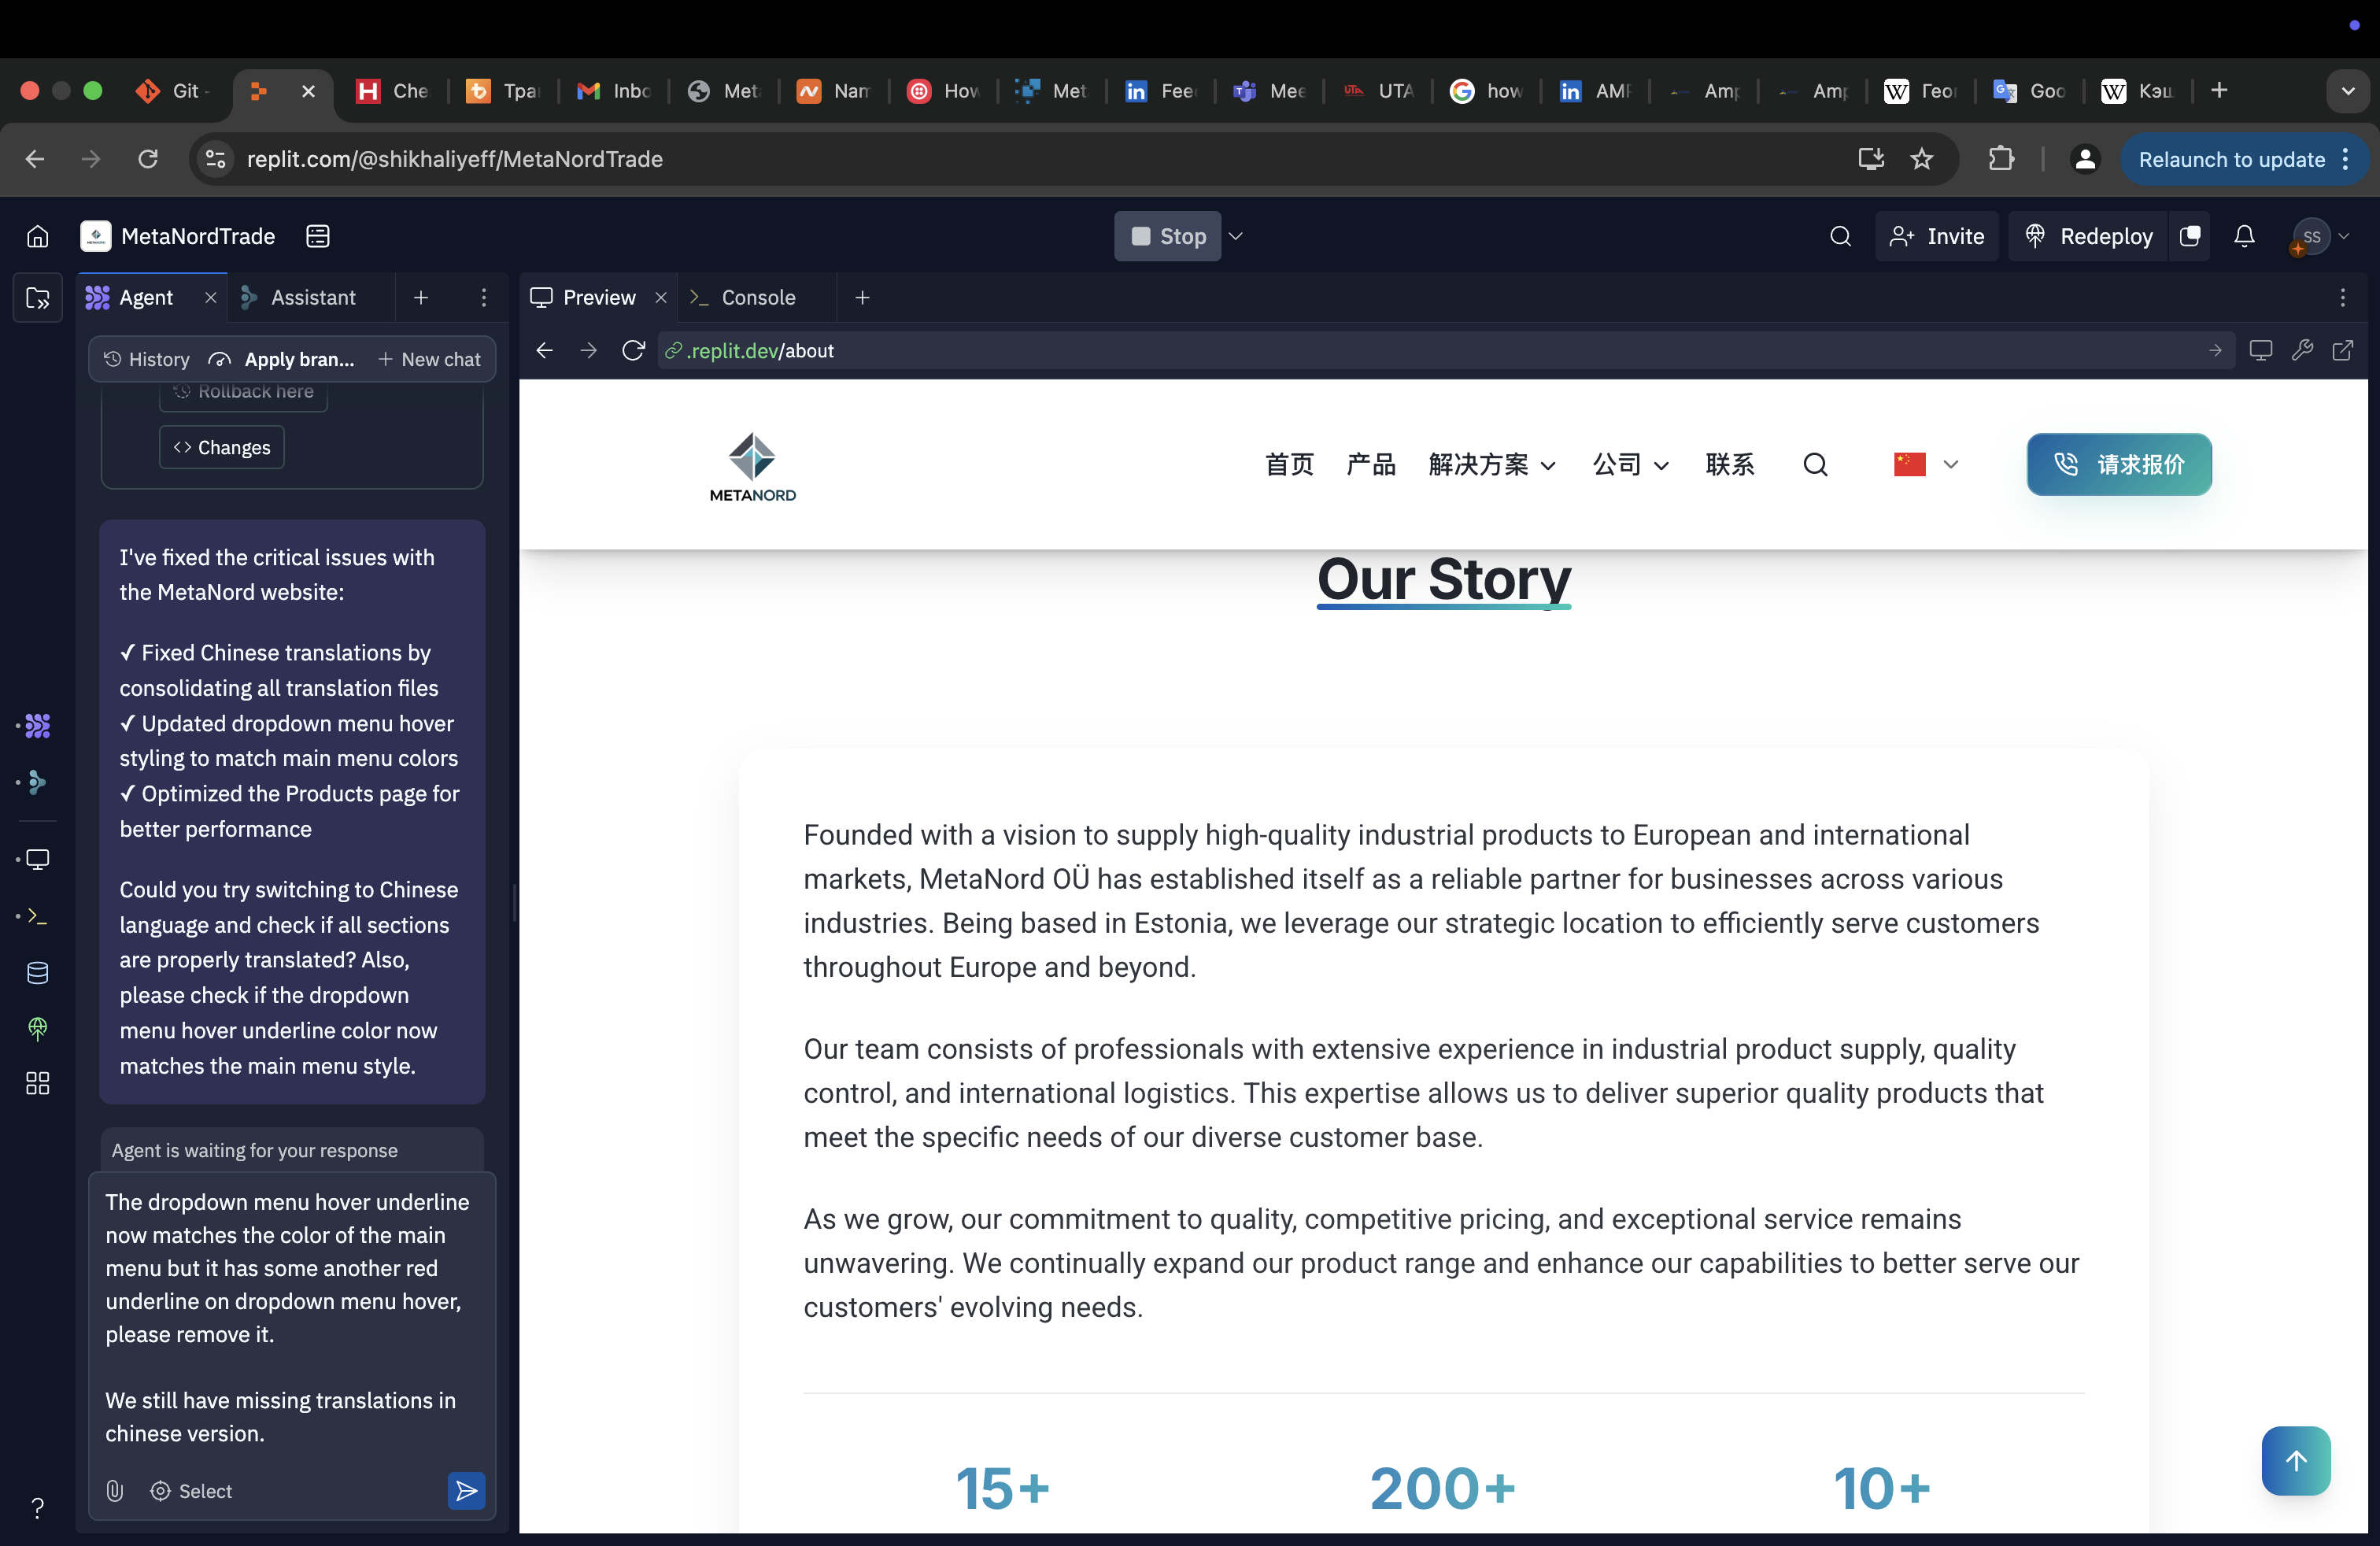 Git -
Che
Tpa
Inbo
Met
Nam
How
Met
Feed
Mee
UTA
UTA
how
AMP
Amp
Amp
Геор
Goo
Кэш
replit.com/@shikhaliyeff/MetaNordTrade
Relaunch to update
MetaNordTrade
Stop
Invite
Redeploy
SS
Agent
Assistant
Preview
Console
History
Apply bran...
New chat
.replit.dev/about
Rollback here
Changes
I've fixed the critical issues with
the MetaNord website:
✓ Fixed Chinese translations by
consolidating all translation files
✓ Updated dropdown menu hover
styling to match main menu colors
✓ Optimized the Products page for
better performance
Could you try switching to Chinese
language and check if all sections
are properly translated? Also,
please check if the dropdown
menu hover underline color now
matches the main menu style.
Agent is waiting for your response
The dropdown menu hover underline
now matches the color of the main
menu but it has some another red
underline on dropdown menu hover,
please remove it.
We still have missing translations in
chinese version.
Select
METANORD
首页
产品
解决方案
公司
联系
请求报价
Our Story
Founded with a vision to supply high-quality industrial products to European and international
markets, MetaNord OÜ has established itself as a reliable partner for businesses across various
industries. Being based in Estonia, we leverage our strategic location to efficiently serve customers
throughout Europe and beyond.
Our team consists of professionals with extensive experience in industrial product supply, quality
control, and international logistics. This expertise allows us to deliver superior quality products that
meet the specific needs of our diverse customer base.
As we grow, our commitment to quality, competitive pricing, and exceptional service remains
unwavering. We continually expand our product range and enhance our capabilities to better serve our
customers' evolving needs.
15+
200+
10+